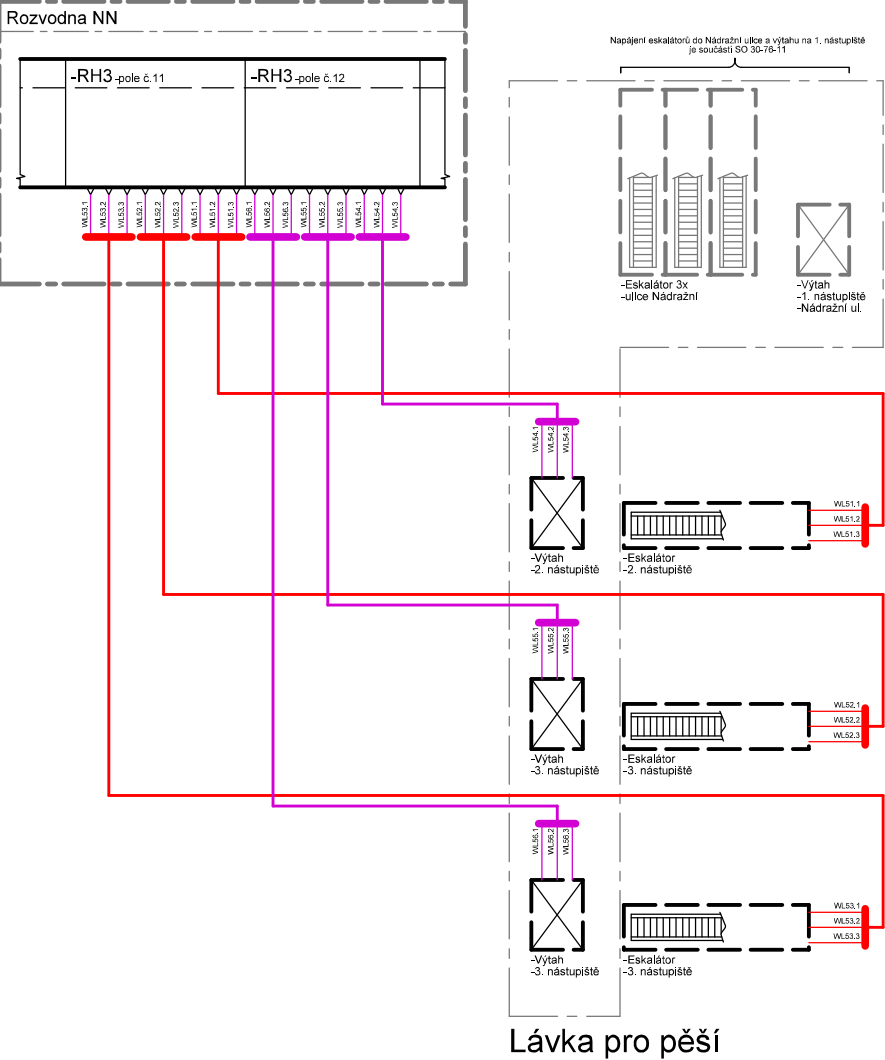 Rozvodna NN
-RH3 -pole č.11
-RH3 -pole č.12
WL53.1
WL53.2
WL53.3
WL52.1
WL52.2
WL52.3
WL51.1
WL51.2
WL51.3
WL56.1
WL56.2
WL56.3
WL55.1
WL55.2
WL55.3
WL54.1
WL54.2
WL54.3
Napájení eskalátorů do Nádražní ulice a výtahu na 1. nástupiště
je součástí SO 30-76-11
-Eskalátor 3x
-ulice Nádražní
-Výtah
-1. nástupiště
-Nádražní ul.
WL54.1
WL54.2
WL54.3
-Výtah
-2. nástupiště
WL51.1
WL51.2
WL51.3
-Eskalátor
-2. nástupiště
WL55.1
WL55.2
WL55.3
-Výtah
-3. nástupiště
WL52.1
WL52.2
WL52.3
-Eskalátor
-3. nástupiště
WL56.1
WL56.2
WL56.3
-Výtah
-3. nástupiště
WL53.1
WL53.2
WL53.3
-Eskalátor
-3. nástupiště
Lávka pro pěší